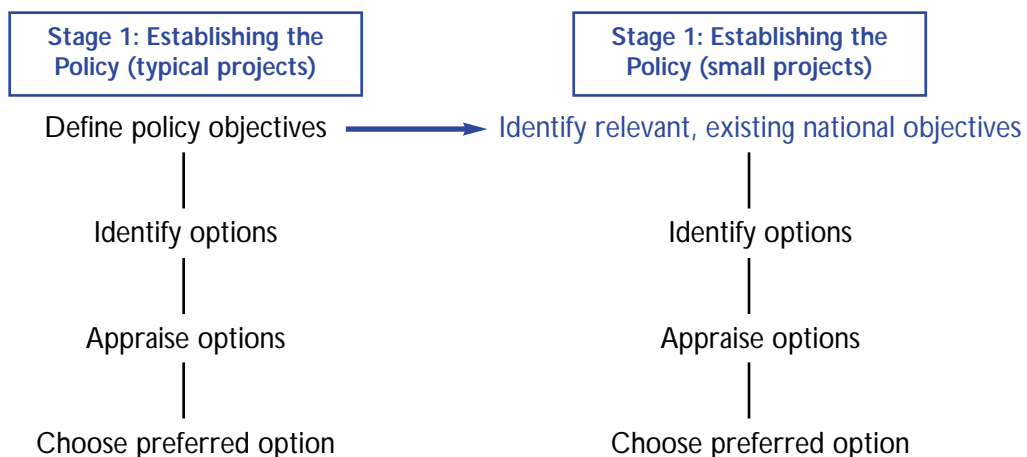 Stage 1: Establishing the
Policy (typical projects)
Define policy objectives
Identify options
Appraise options
Choose preferred option
Stage 1: Establishing the
Policy (small projects)
Identify relevant, existing national objectives
Identify options
Appraise options
Choose preferred option